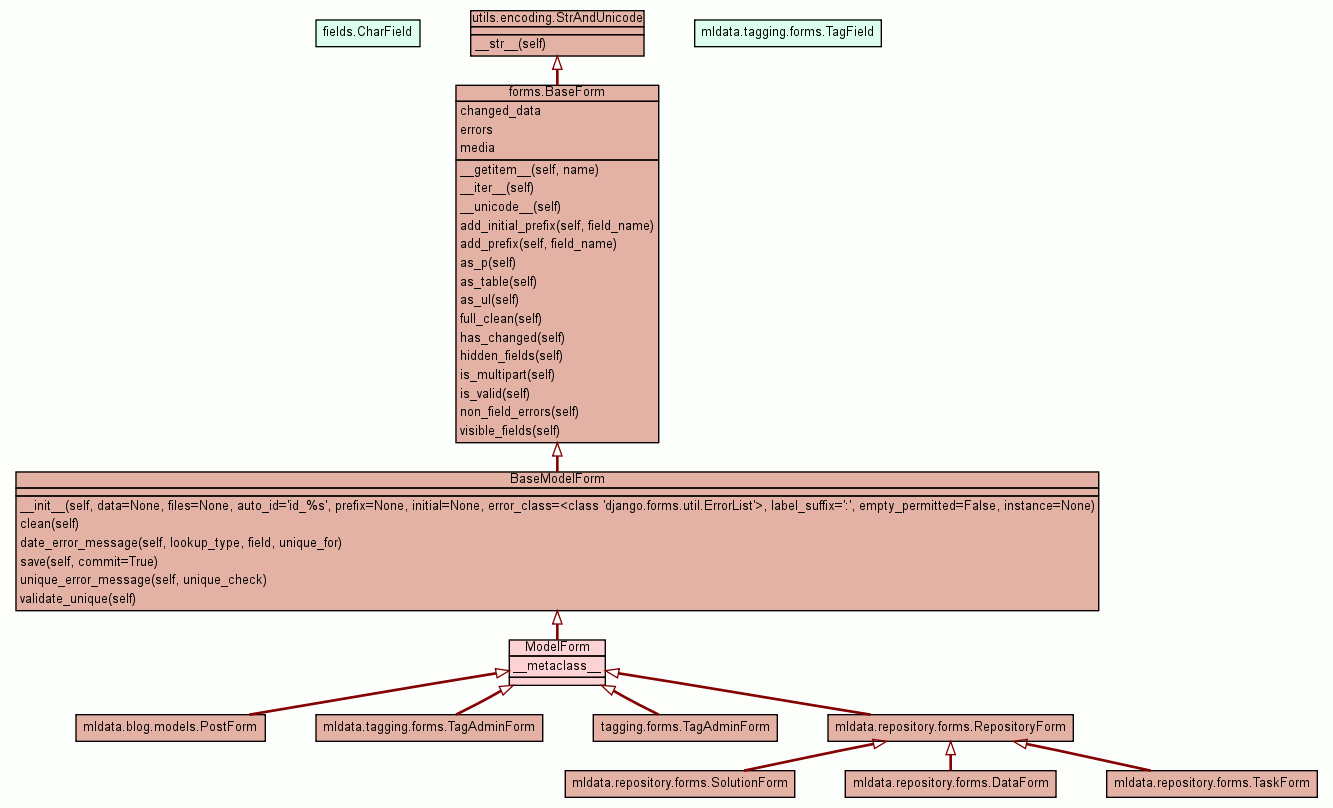 utils.encoding.StrAndUnicode
__str__(self)
fields.CharField
mldata.tagging.forms.TagField
forms.BaseForm
changed_data
errors
media
__getitem__(self, name)
__iter__(self)
__unicode__(self)
add_initial_prefix(self, field_name)
add_prefix(self, field_name)
as_p(self)
as_table(self)
as_ul(self)
full_clean(self)
has_changed(self)
hidden_fields(self)
is_multipart(self)
is_valid(self)
non_field_errors(self)
visible_fields(self)
BaseModelForm
__init__(self, data=None, files=None, auto_id='id_%s', prefix=None, initial=None, error_class=<class 'django.forms.util.ErrorList'>, label_suffix=':', empty_permitted=False, instance=None)
clean(self)
date_error_message(self, lookup_type, field, unique_for)
save(self, commit=True)
unique_error_message(self, unique_check)
validate_unique(self)
ModelForm
__metaclass__
mldata.blog.models.PostForm
mldata.tagging.forms.TagAdminForm
tagging.forms.TagAdminForm
mldata.repository.forms.RepositoryForm
mldata.repository.forms.SolutionForm
mldata.repository.forms.DataForm
mldata.repository.forms.TaskForm